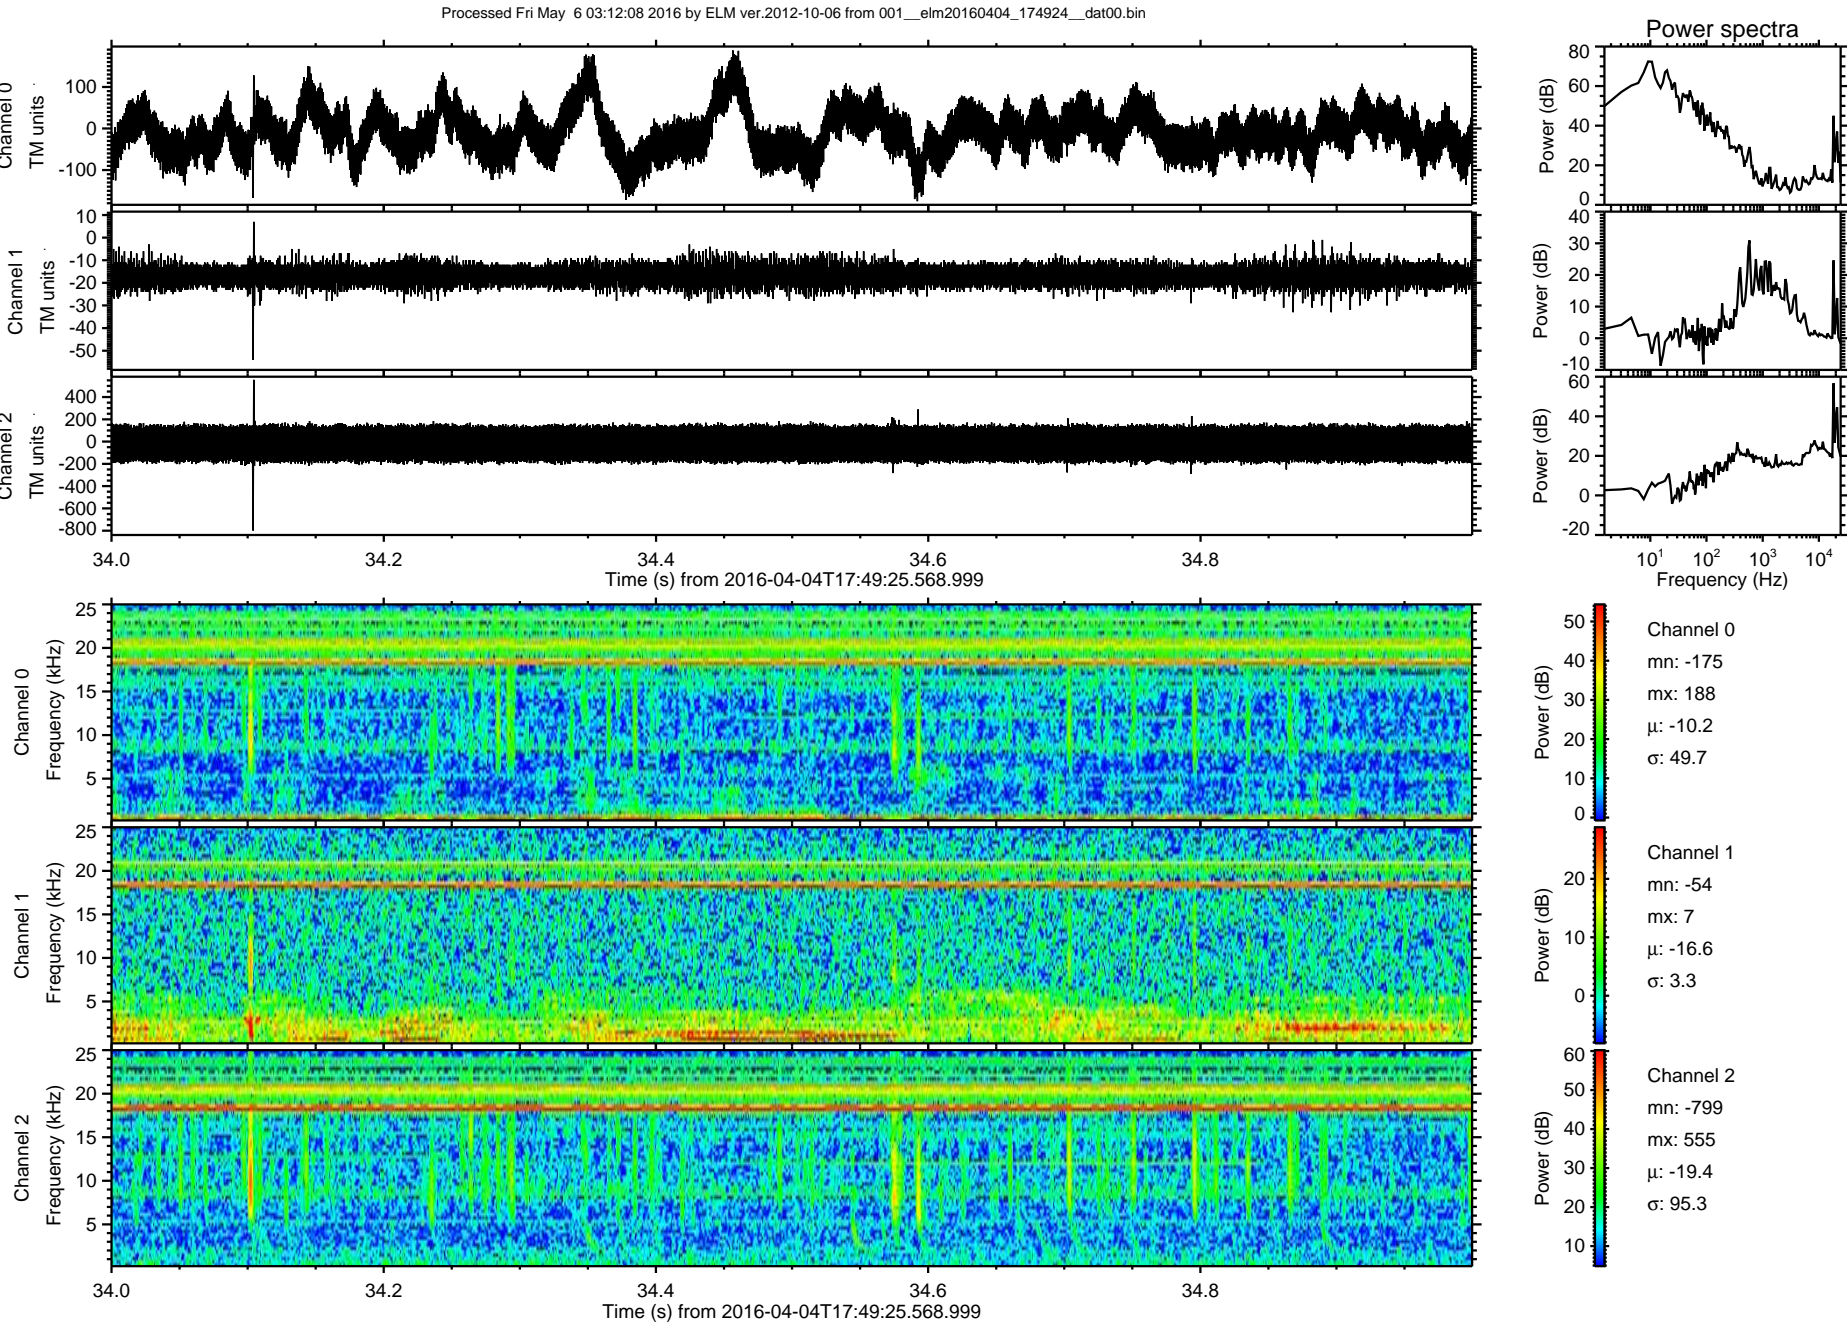 Processed Fri May  6 03:12:08 2016 by ELM ver.2012-10-06 from 001__elm20160404_174924__dat00.bin
Power spectra
Channel 0
TM units
100
0
-100
Power (dB)
80
60
40
20
0
Channel 1
TM units
10
0
-10
-20
-30
-40
-50
Power (dB)
40
30
20
10
0
-10
Channel 2
TM units
400
200
0
-200
-400
-600
-800
Power (dB)
60
40
20
0
-20
34.0 34.2 34.4 34.6 34.8
Time (s) from 2016-04-04T17:49:25.568.999
10^1 10^2 10^3 10^4
Frequency (Hz)
Channel 0
Frequency (kHz)
25
20
15
10
5
Power (dB)
50
40
30
20
10
0
Channel 0
mn: -175
mx: 188
μ: -10.2
σ: 49.7
Channel 1
Frequency (kHz)
25
20
15
10
5
Power (dB)
20
10
0
Channel 1
mn: -54
mx: 7
μ: -16.6
σ: 3.3
Channel 2
Frequency (kHz)
25
20
15
10
5
Power (dB)
60
50
40
30
20
10
Channel 2
mn: -799
mx: 555
μ: -19.4
σ: 95.3
34.0 34.2 34.4 34.6 34.8
Time (s) from 2016-04-04T17:49:25.568.999